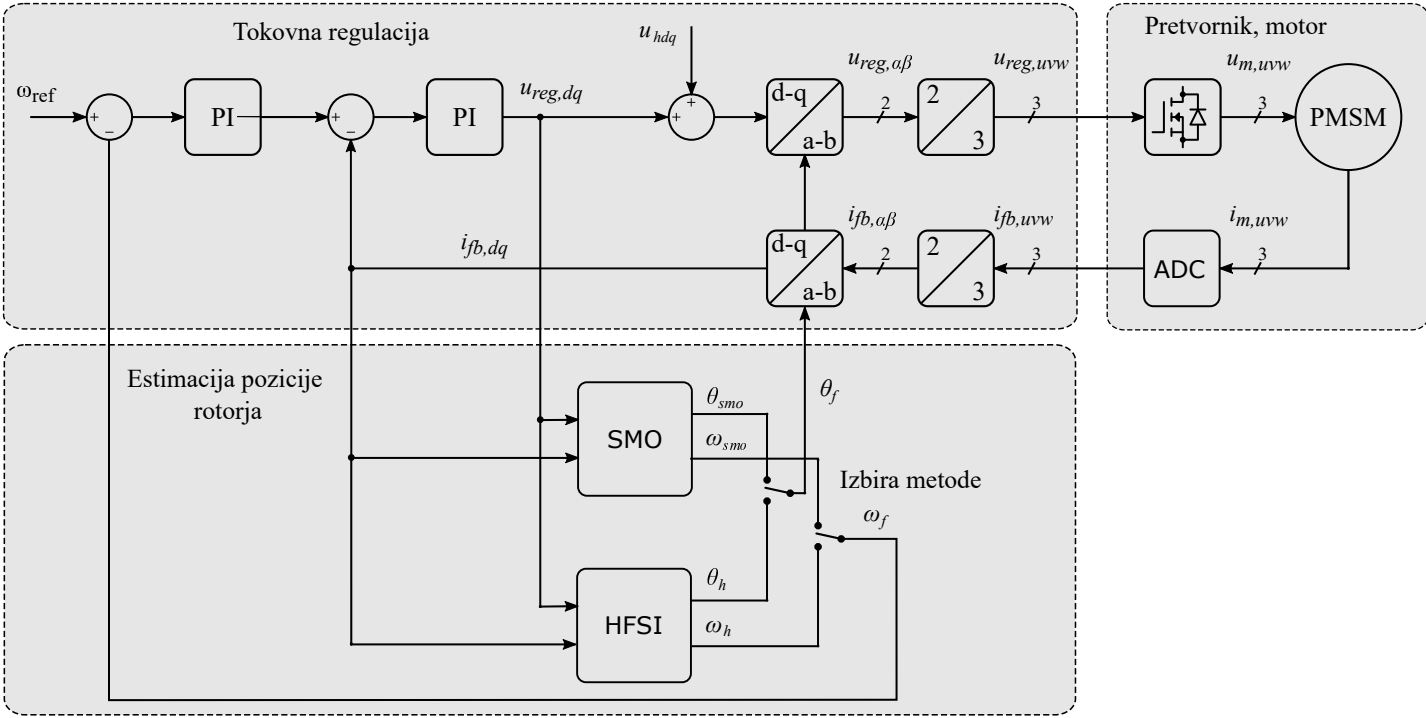 Tokovna regulacija
Pretvornik, motor
u_hdq
ω_ref
+
−
PI
+
−
PI
u_reg,dq
+
+
d-q
a-b
u_reg,αβ
2
2
3
u_reg,uvw
3
u_m,uvw
3
PMSM
i_fb,dq
d-q
a-b
i_fb,αβ
2
2
3
i_fb,uvw
3
ADC
i_m,uvw
3
Estimacija pozicije
rotorja
θ_f
SMO
θ_smo
ω_smo
Izbira metode
ω_f
HFSI
θ_h
ω_h